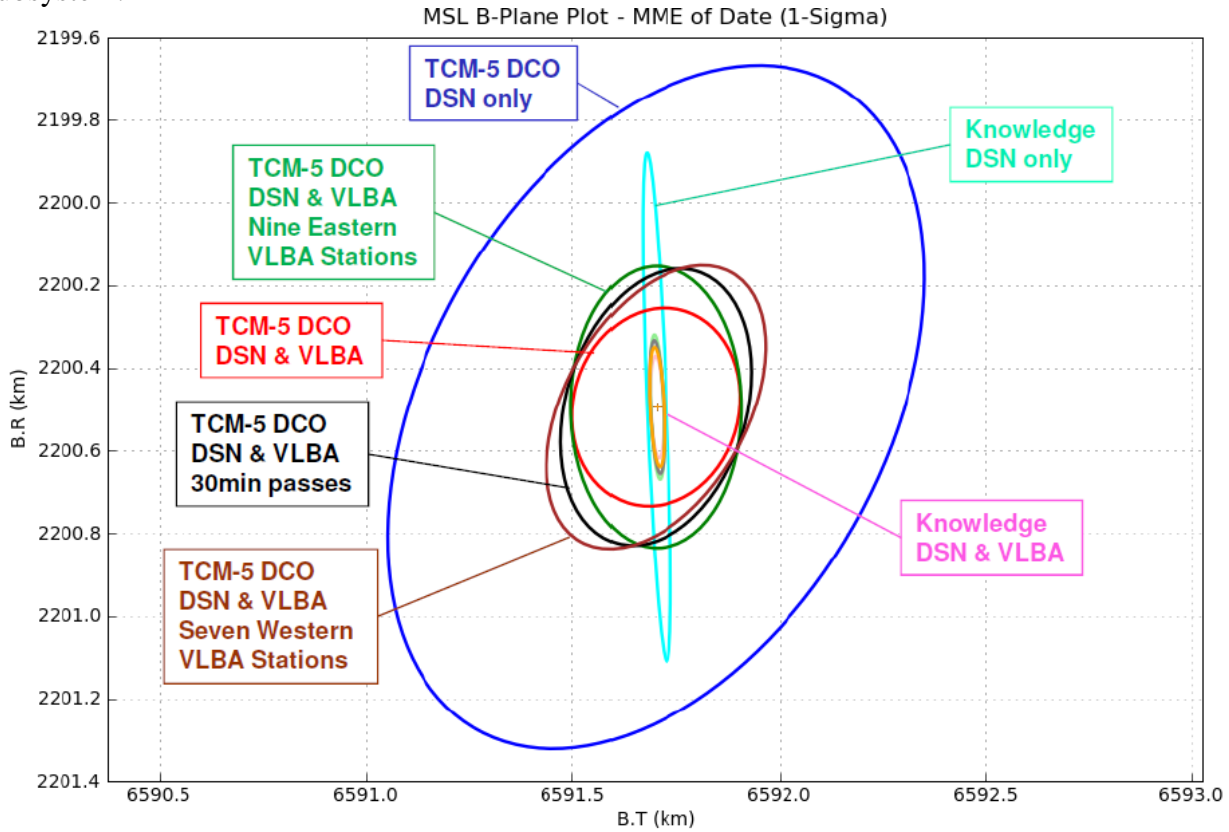 MSL B-Plane Plot - MME of Date (1-Sigma)
2199.6
2199.8
2200.0
2200.2
2200.4
2200.6
2200.8
2201.0
2201.2
2201.4
B.R (km)
TCM-5 DCO
DSN only
Knowledge
DSN only
TCM-5 DCO
DSN & VLBA
Nine Eastern
VLBA Stations
TCM-5 DCO
DSN & VLBA
TCM-5 DCO
DSN & VLBA
30min passes
Knowledge
DSN & VLBA
TCM-5 DCO
DSN & VLBA
Seven Western
VLBA Stations
6590.5 6591.0 6591.5 6592.0 6592.5 6593.0
B.T (km)